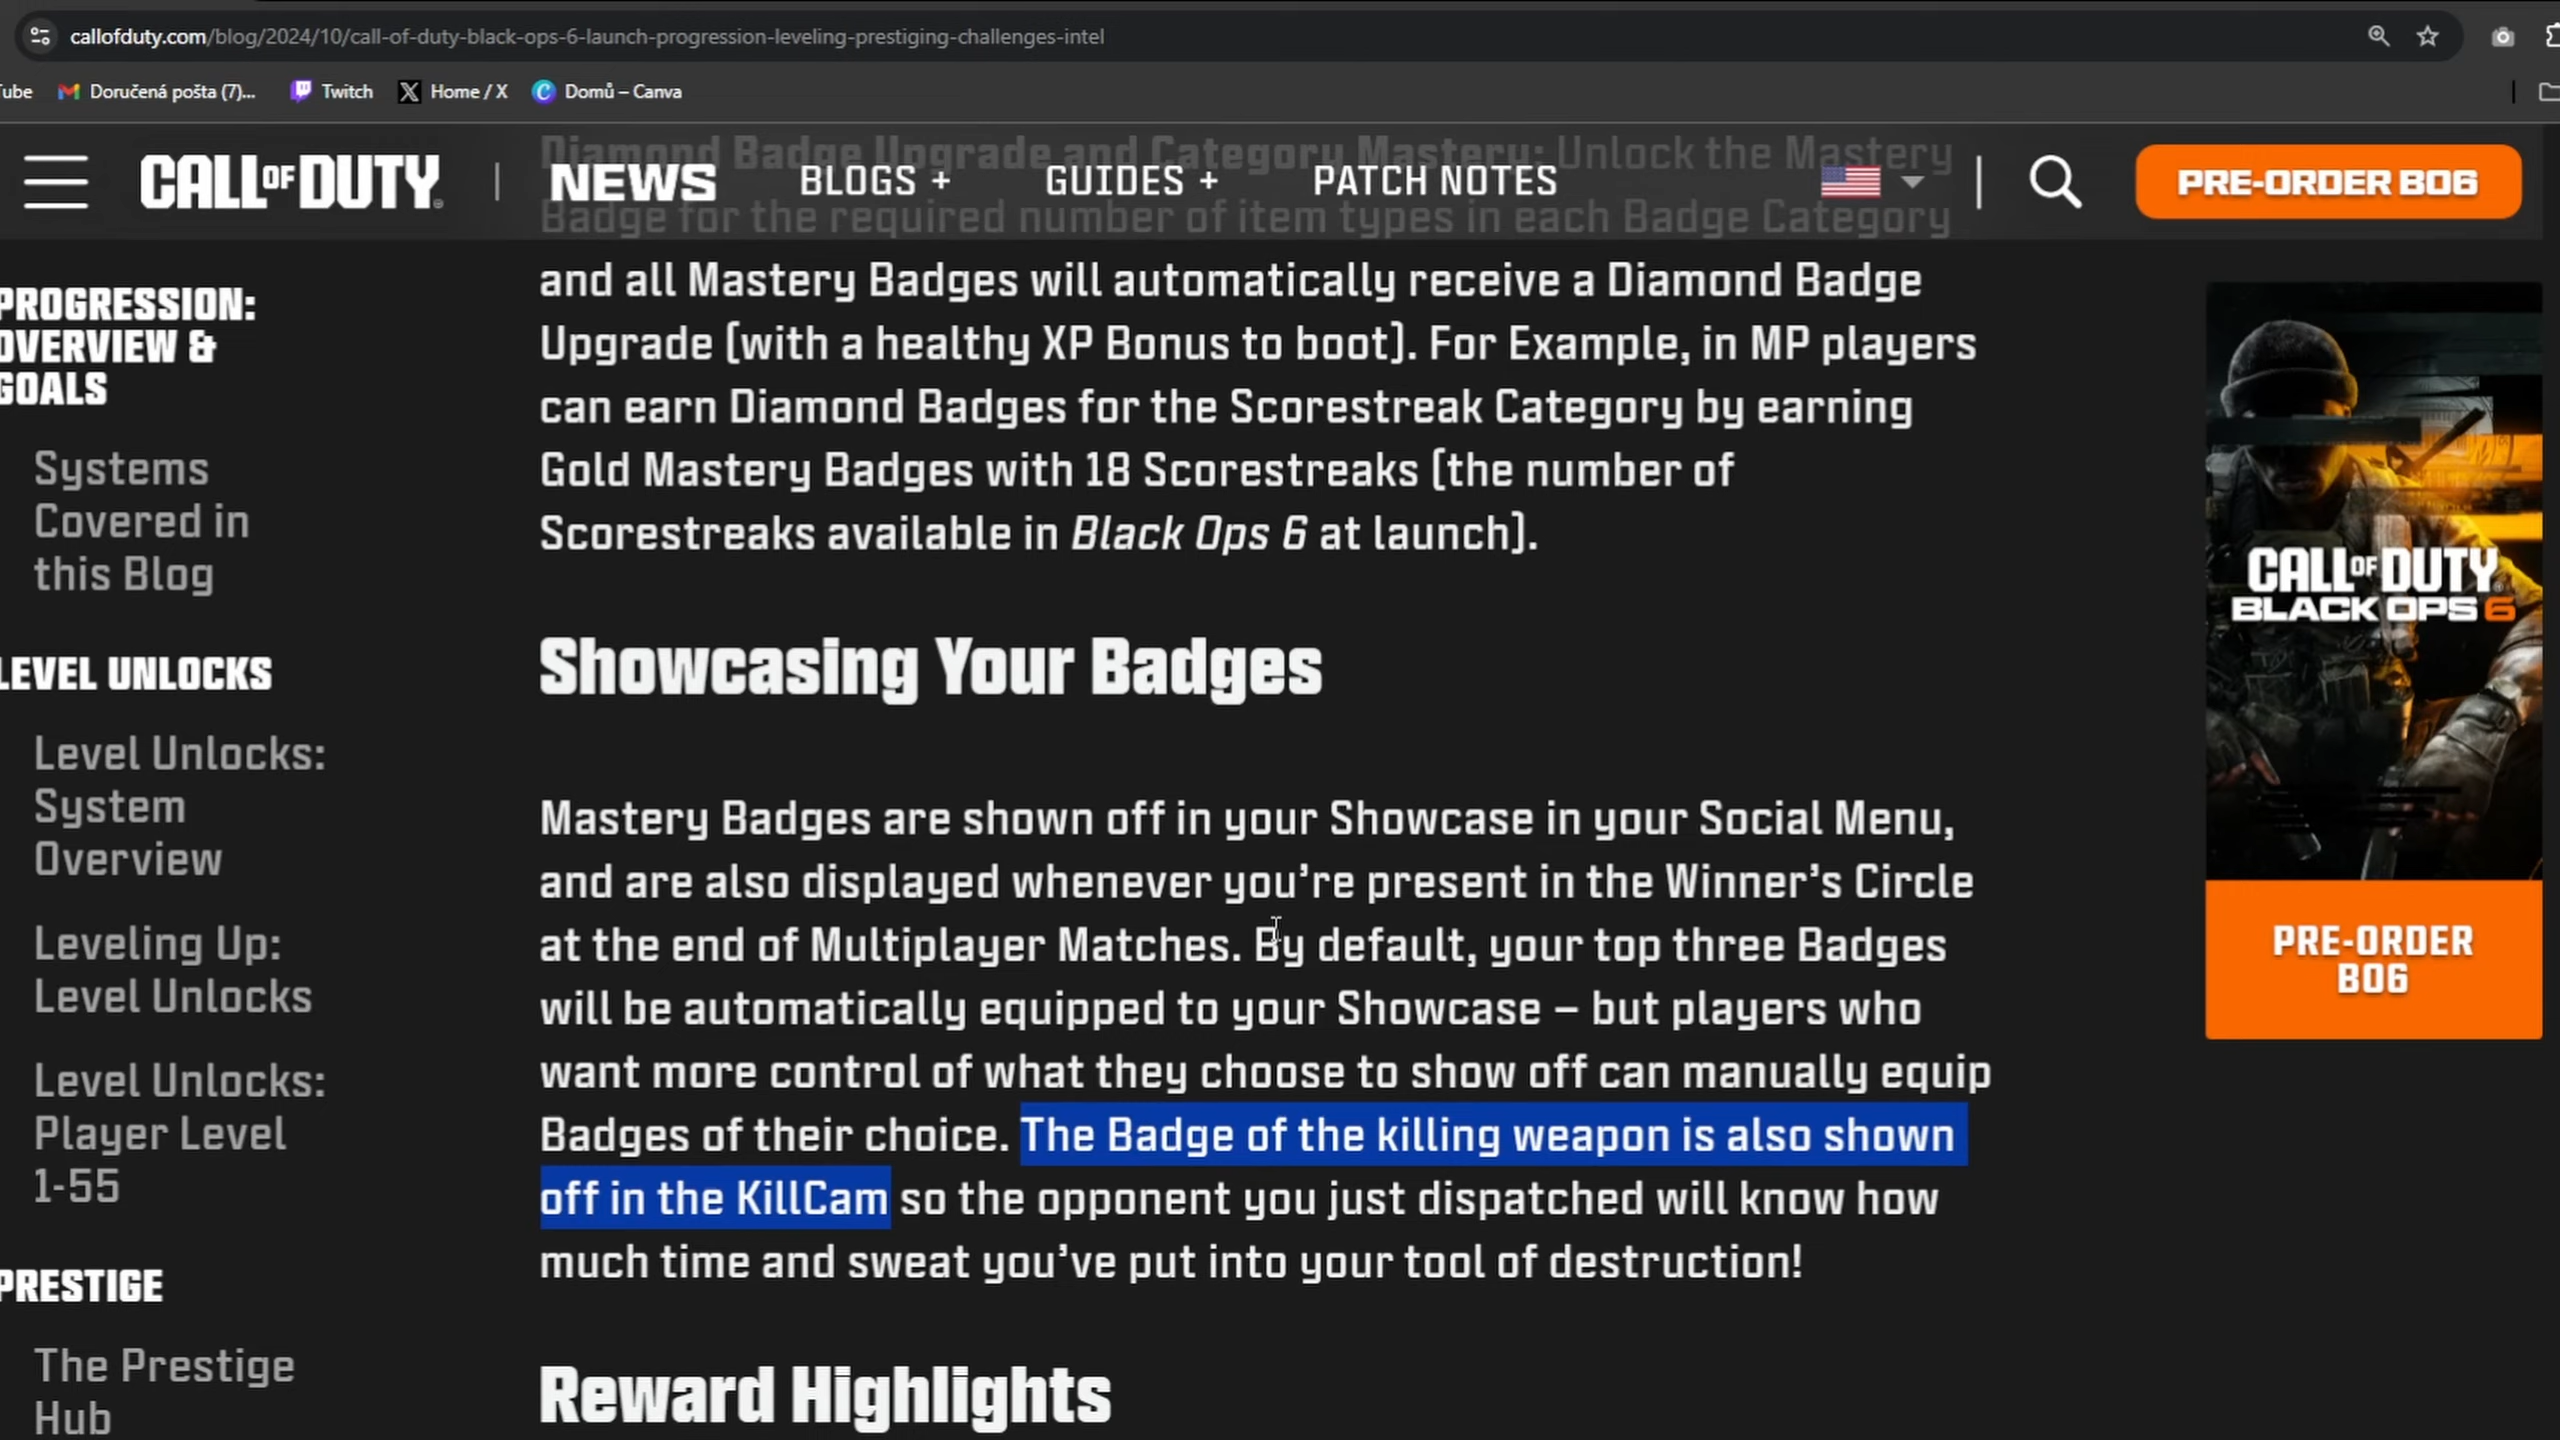 callofduty.com/blog/2024/10/call-of-duty-black-ops-6-launch-progression-leveling-prestiging-challenges-intel
ube Doručená pošta (7)... Twitch Home / X Domů – Canva
CALL OF DUTY NEWS BLOGS + GUIDES + PATCH NOTES PRE-ORDER BO6
Diamond Badge Upgrade and Category Mastery: Unlock the Mastery
Badge for the required number of item types in each Badge Category
and all Mastery Badges will automatically receive a Diamond Badge
Upgrade (with a healthy XP Bonus to boot). For Example, in MP players
can earn Diamond Badges for the Scorestreak Category by earning
Gold Mastery Badges with 18 Scorestreaks (the number of
Scorestreaks available in Black Ops 6 at launch).
Showcasing Your Badges
Mastery Badges are shown off in your Showcase in your Social Menu,
and are also displayed whenever you're present in the Winner's Circle
at the end of Multiplayer Matches. By default, your top three Badges
will be automatically equipped to your Showcase – but players who
want more control of what they choose to show off can manually equip
Badges of their choice. The Badge of the killing weapon is also shown
off in the KillCam so the opponent you just dispatched will know how
much time and sweat you've put into your tool of destruction!
Reward Highlights
PROGRESSION:
OVERVIEW &
GOALS
Systems
Covered in
this Blog
LEVEL UNLOCKS
Level Unlocks:
System
Overview
Leveling Up:
Level Unlocks
Level Unlocks:
Player Level
1-55
PRESTIGE
The Prestige
Hub
CALL OF DUTY
BLACK OPS 6
PRE-ORDER
BO6